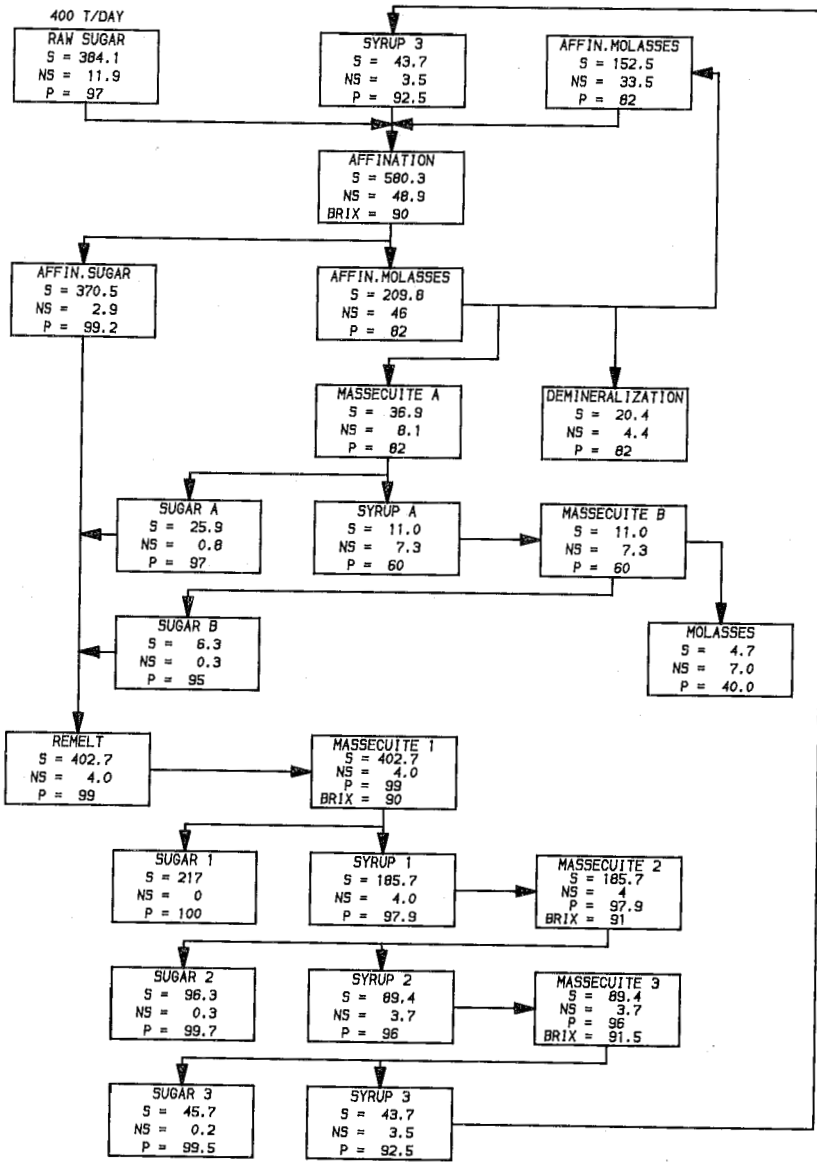 400 T/DAY
RAW SUGAR
S = 384.1
NS = 11.9
P = 97
SYRUP 3
S = 43.7
NS = 3.5
P = 92.5
AFFIN.MOLASSES
S = 152.5
NS = 33.5
P = 82
AFFINATION
S = 580.3
NS = 48.9
BRIX = 90
AFFIN.SUGAR
S = 370.5
NS = 2.9
P = 99.2
AFFIN.MOLASSES
S = 209.8
NS = 46
P = 82
MASSECUITE A
S = 36.9
NS = 8.1
P = 82
DEMINERALIZATION
S = 20.4
NS = 4.4
P = 82
SUGAR A
S = 25.9
NS = 0.8
P = 97
SYRUP A
S = 11.0
NS = 7.3
P = 60
MASSECUITE B
S = 11.0
NS = 7.3
P = 60
SUGAR B
S = 6.3
NS = 0.3
P = 95
MOLASSES
S = 4.7
NS = 7.0
P = 40.0
REMELT
S = 402.7
NS = 4.0
P = 99
MASSECUITE 1
S = 402.7
NS = 4.0
P = 99
BRIX = 90
SUGAR 1
S = 217
NS = 0
P = 100
SYRUP 1
S = 185.7
NS = 4.0
P = 97.9
MASSECUITE 2
S = 185.7
NS = 4
P = 97.9
BRIX = 91
SUGAR 2
S = 96.3
NS = 0.3
P = 99.7
SYRUP 2
S = 89.4
NS = 3.7
P = 96
MASSECUITE 3
S = 89.4
NS = 3.7
P = 96
BRIX = 91.5
SUGAR 3
S = 45.7
NS = 0.2
P = 99.5
SYRUP 3
S = 43.7
NS = 3.5
P = 92.5